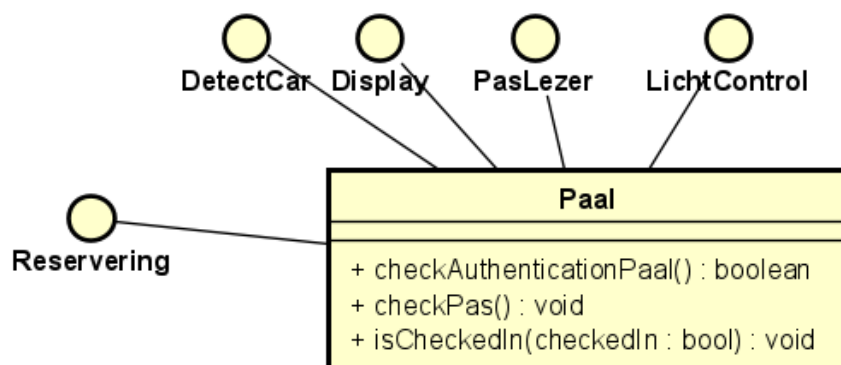 DetectCar Display PasLezer LichtControl
Paal
Reservering
+ checkAuthenticationPaal() : boolean
+ checkPas() : void
+ isCheckedIn(checkedIn : bool) : void